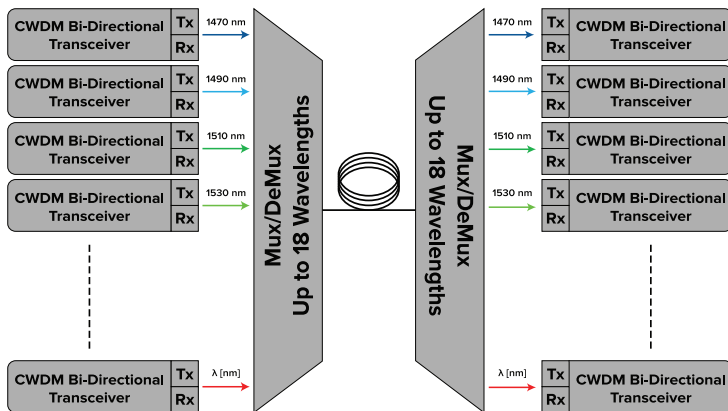 CWDM Bi-Directional
Transceiver
Tx
Rx
1470 nm
CWDM Bi-Directional
Transceiver
Tx
Rx
1490 nm
CWDM Bi-Directional
Transceiver
Tx
Rx
1510 nm
CWDM Bi-Directional
Transceiver
Tx
Rx
1530 nm
CWDM Bi-Directional
Transceiver
Tx
Rx
λ [nm]
Mux/DeMux
Up to 18 Wavelengths
Mux/DeMux
Up to 18 Wavelengths
1470 nm
Tx
Rx
CWDM Bi-Directional
Transceiver
1490 nm
Tx
Rx
CWDM Bi-Directional
Transceiver
1510 nm
Tx
Rx
CWDM Bi-Directional
Transceiver
1530 nm
Tx
Rx
CWDM Bi-Directional
Transceiver
λ [nm]
Tx
Rx
CWDM Bi-Directional
Transceiver